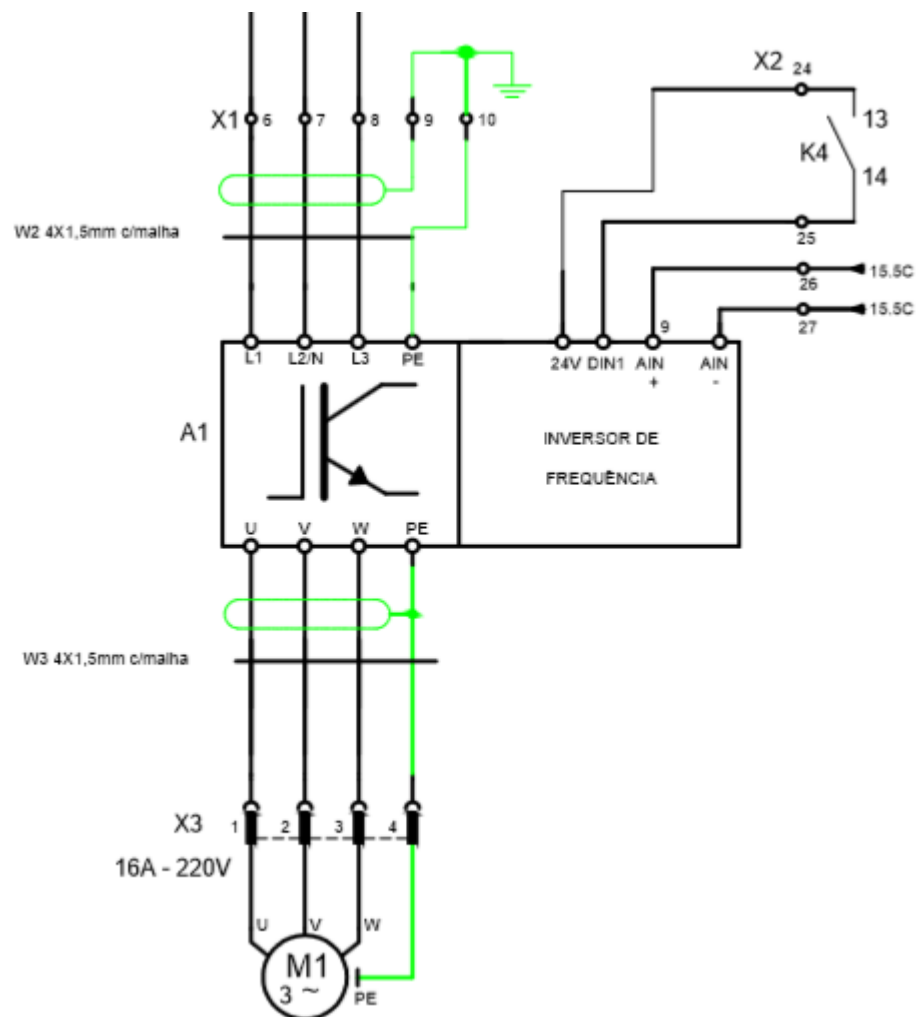 X2 24
X1 6 7 8 9 10
13
K4
14
W2 4X1,5mm c/malha
25
15.5C
26
15.5C
27
9
L1 L2/N L3 PE
24V DIN1 AIN AIN
+ -
A1
INVERSOR DE
FREQUÊNCIA
U V W PE
W3 4X1,5mm c/malha
X3 1 2 3 4
16A - 220V
U V W
M1
3 ~
PE